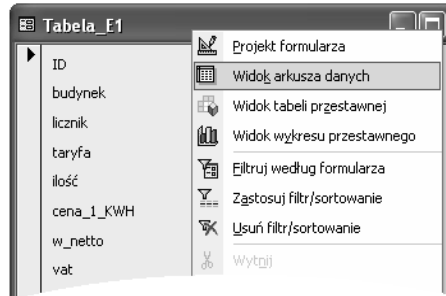 Tabela_E1
ID
budynek
licznik
taryfa
ilość
cena_1_KWH
w_netto
vat
Projekt formularza
Widok arkusza danych
Widok tabeli przestawnej
Widok wykresu przestawnego
Filtruj według formularza
Zastosuj filtr/sortowanie
Usuń filtr/sortowanie
Wytnij